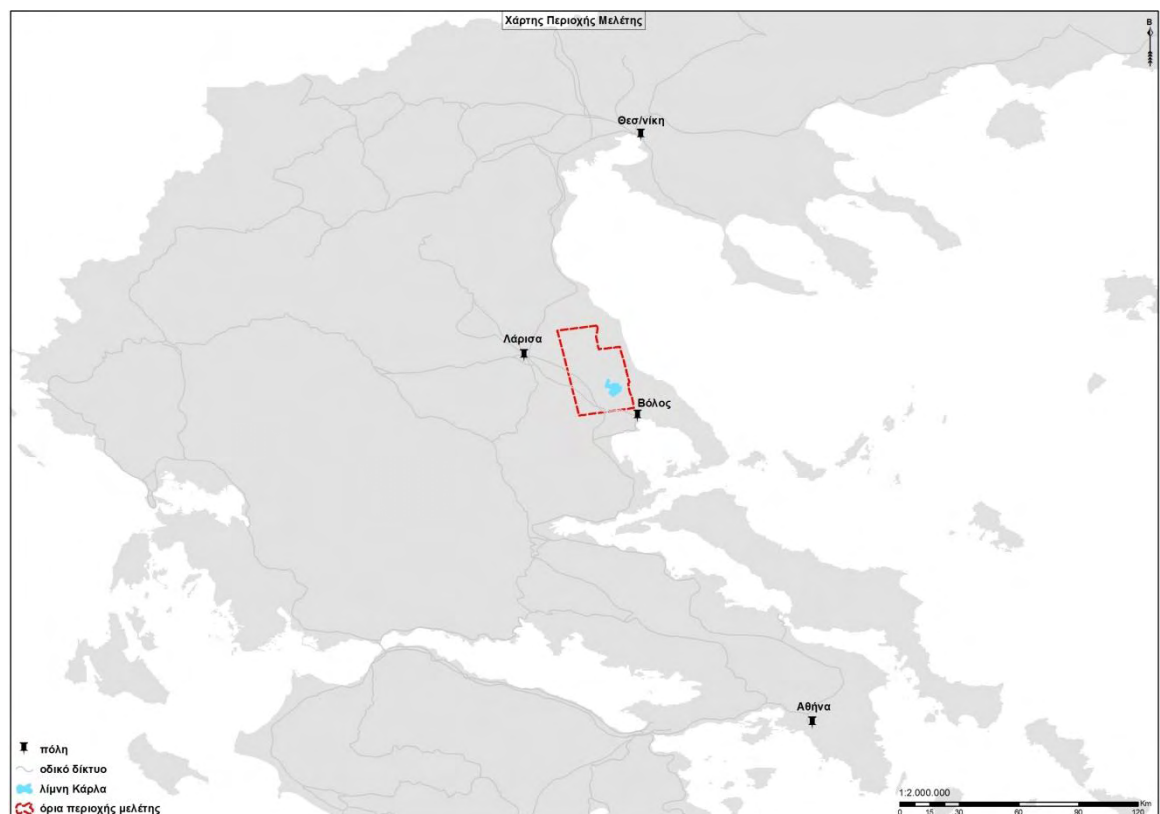 Χάρτης Περιοχής Μελέτης
Β
Θεσ/νίκη
Λάρισα
Βόλος
Αθήνα
πόλη
οδικό δίκτυο
λίμνη Κάρλα
όρια περιοχής μελέτης
1:2.000.000
Km
0 15 30 60 90 120